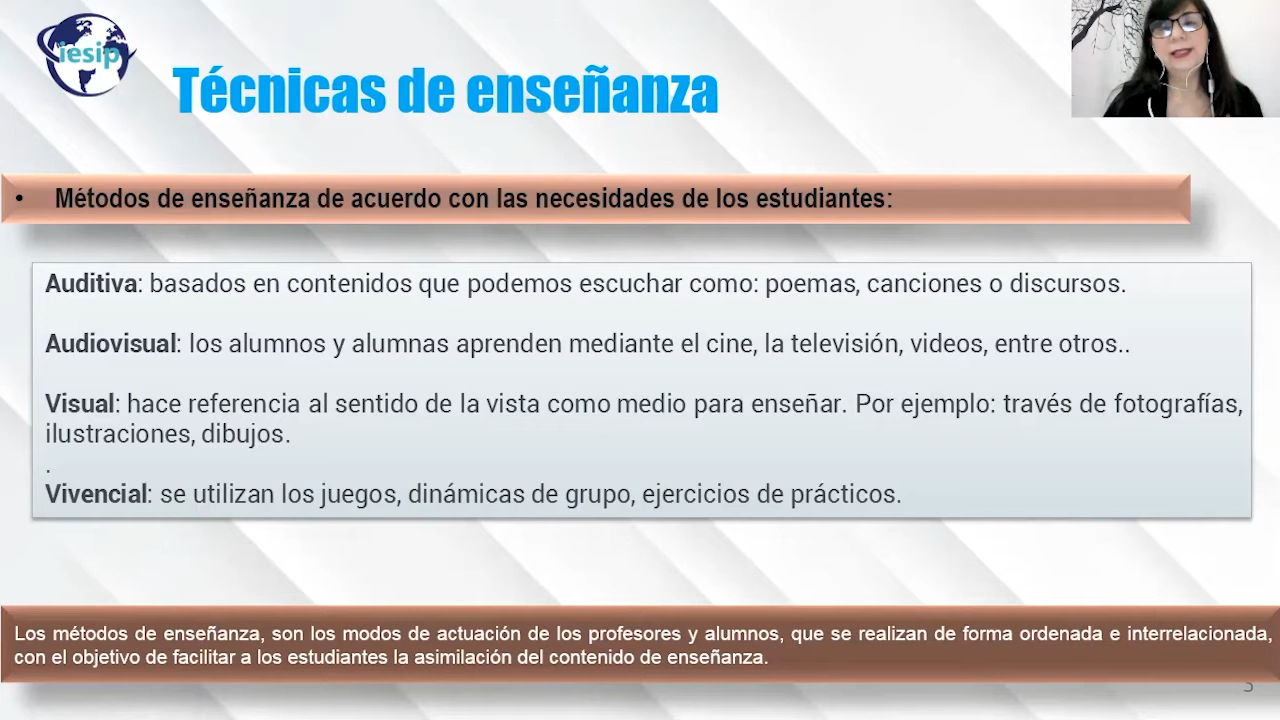 iesip
Técnicas de enseñanza
• Métodos de enseñanza de acuerdo con las necesidades de los estudiantes:
Auditiva: basados en contenidos que podemos escuchar como: poemas, canciones o discursos.
Audiovisual: los alumnos y alumnas aprenden mediante el cine, la televisión, videos, entre otros..
Visual: hace referencia al sentido de la vista como medio para enseñar. Por ejemplo: través de fotografías,
ilustraciones, dibujos.
.
Vivencial: se utilizan los juegos, dinámicas de grupo, ejercicios de prácticos.
Los métodos de enseñanza, son los modos de actuación de los profesores y alumnos, que se realizan de forma ordenada e interrelacionada,
con el objetivo de facilitar a los estudiantes la asimilación del contenido de enseñanza.